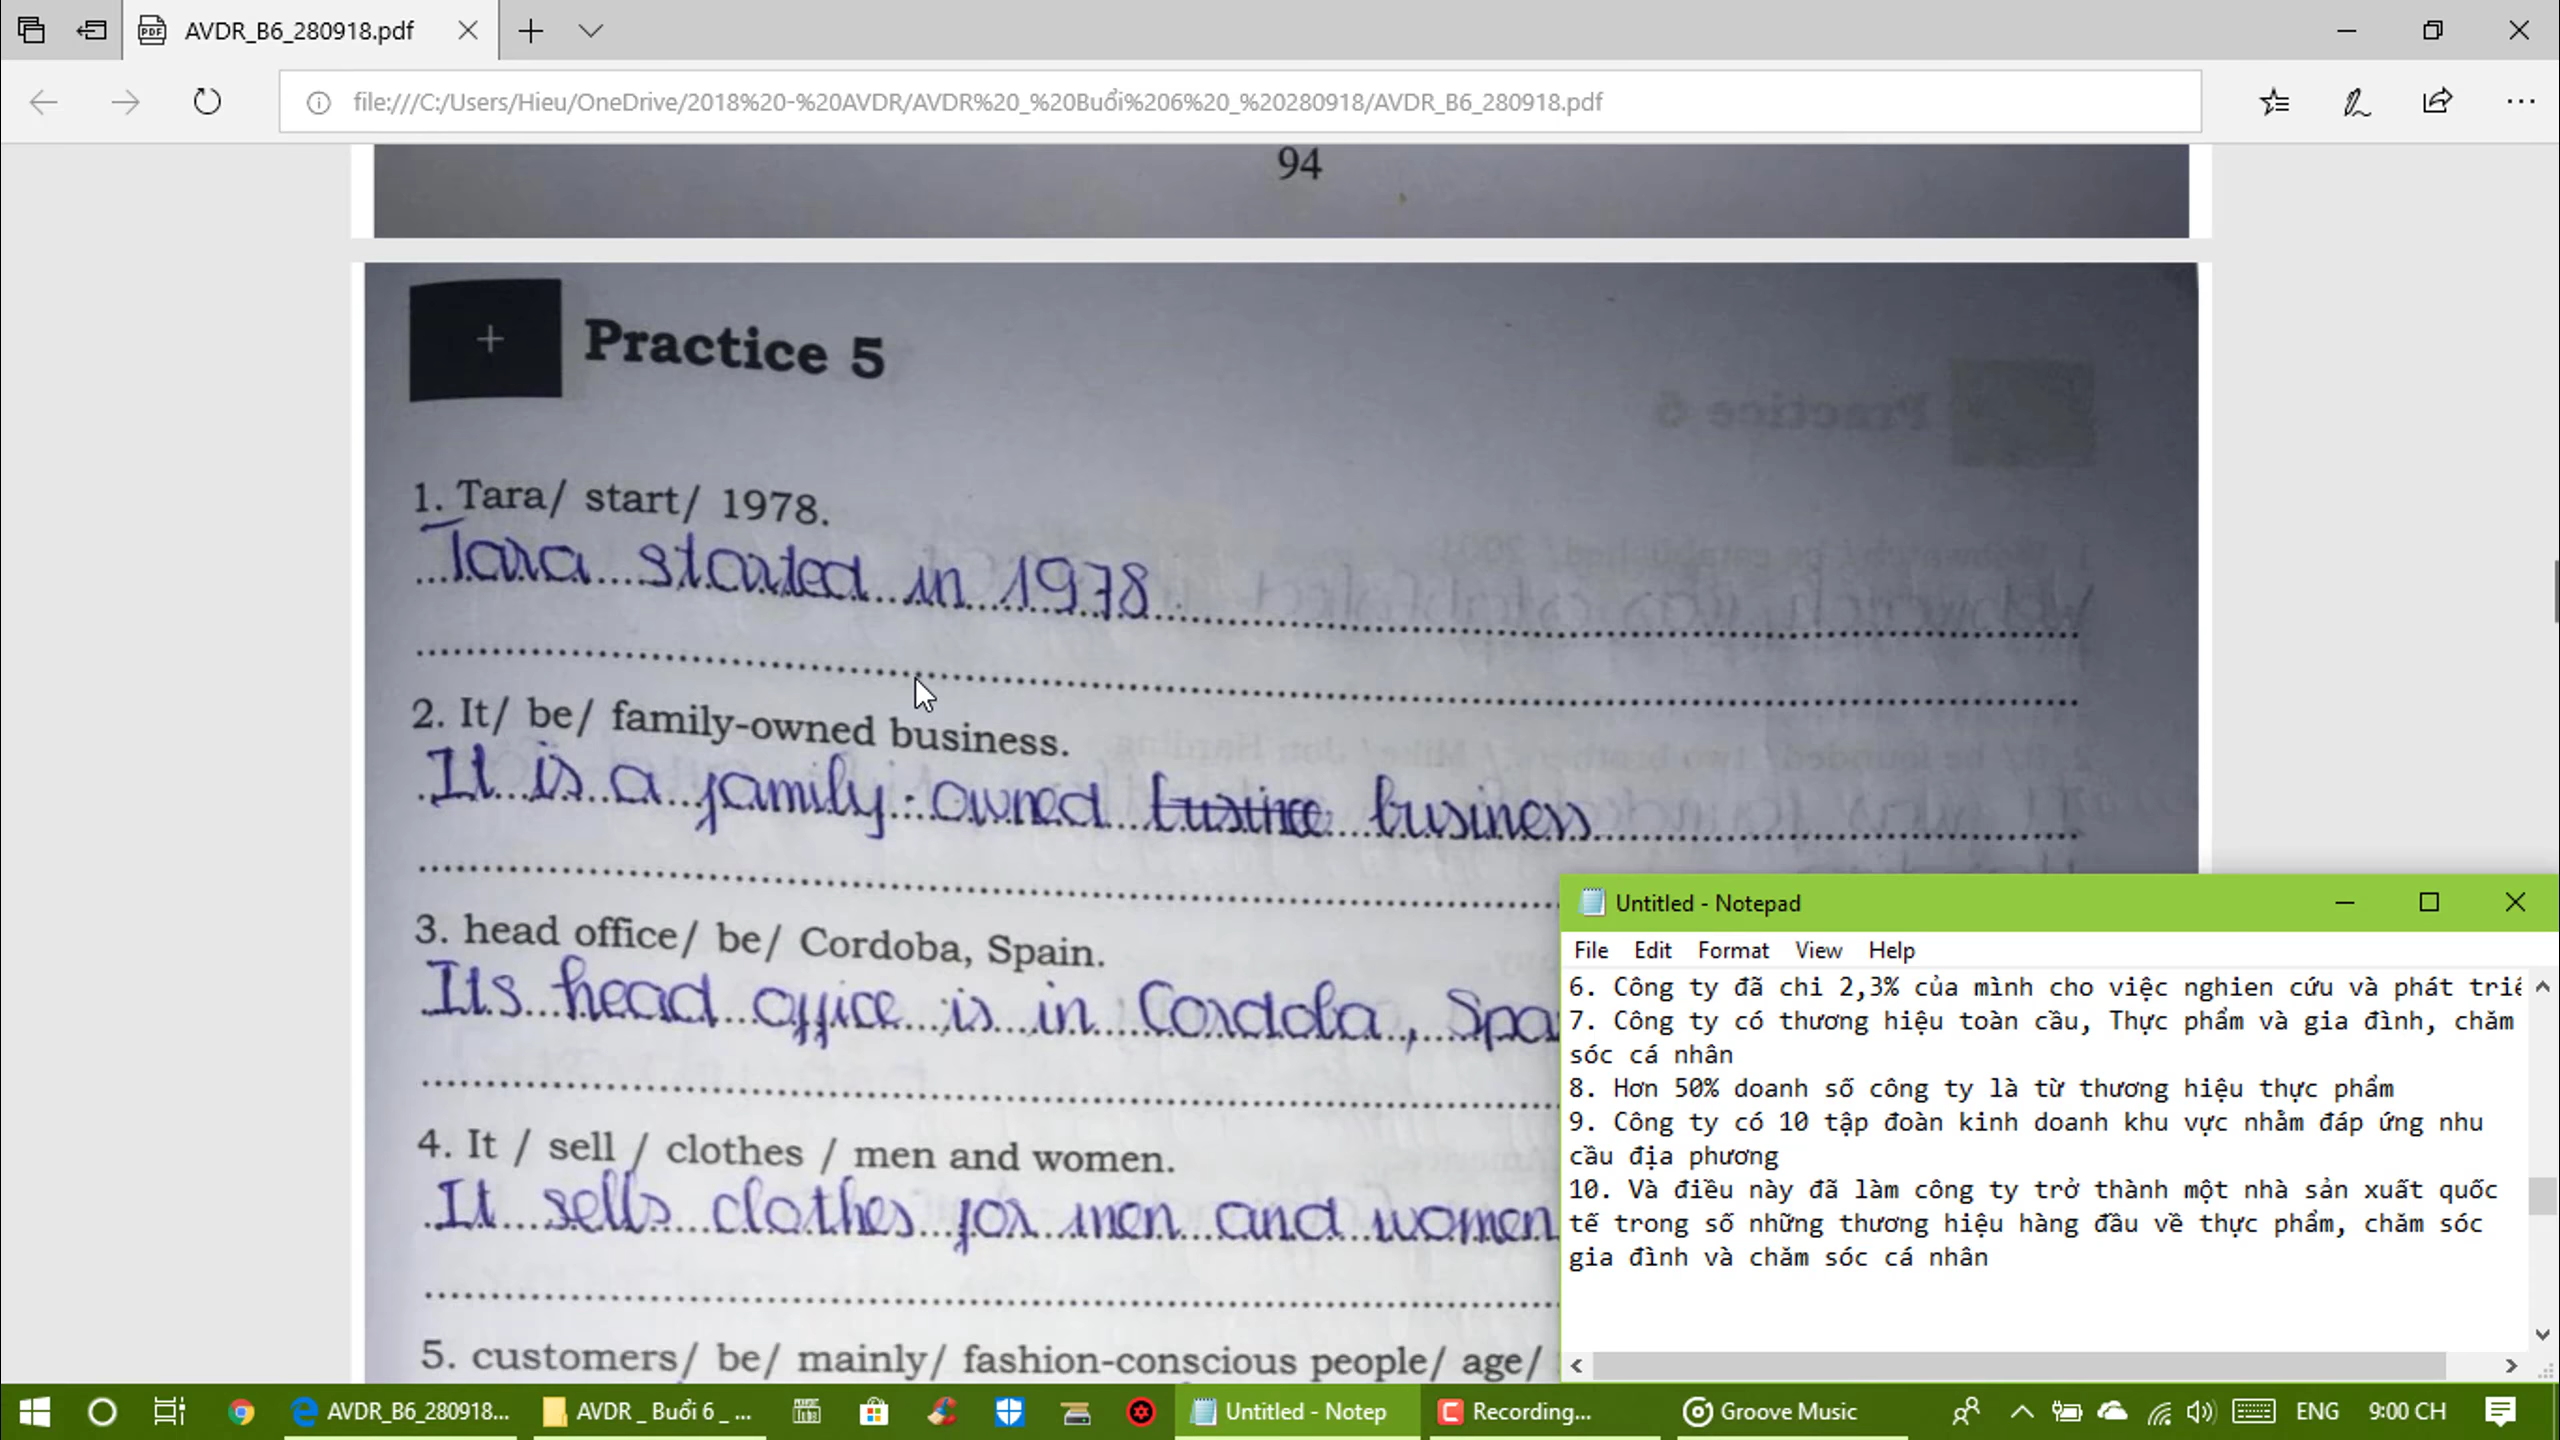 AVDR_B6_280918.pdf
file:///C:/Users/Hieu/OneDrive/2018%20-%20AVDR/AVDR%20_%20Buổi%206%20_%20280918/AVDR_B6_280918.pdf
94
Practice 5
1. Tara/ start/ 1978.
Tara started in 1978
2. It/ be/ family-owned business.
It is a family-owned business
3. head office/ be/ Cordoba, Spain.
Its head office is in Cordoba,
4. It / sell / clothes / men and women.
It sells clothes for men and women
5. customers/ be/ mainly/ fashion-conscious people/ age/
Untitled - Notepad
File Edit Format View Help
6. Công ty đã chi 2,3% của mình cho việc nghien cứu và phát
7. Công ty có thương hiệu toàn cầu, Thực phẩm và gia đình, chăm
sóc cá nhân
8. Hơn 50% doanh số công ty là từ thương hiệu thực phẩm
9. Công ty có 10 tập đoàn kinh doanh khu vực nhằm đáp ứng nhu
cầu địa phương
10. Và điều này đã làm công ty trở thành một nhà sản xuất quốc
tế trong số những thương hiệu hàng đầu về thực phẩm, chăm sóc
gia đình và chăm sóc cá nhân
AVDR_B6_280918... AVDR _ Buổi 6 _ ... Untitled - Notep Recording... Groove Music ENG 9:00 CH